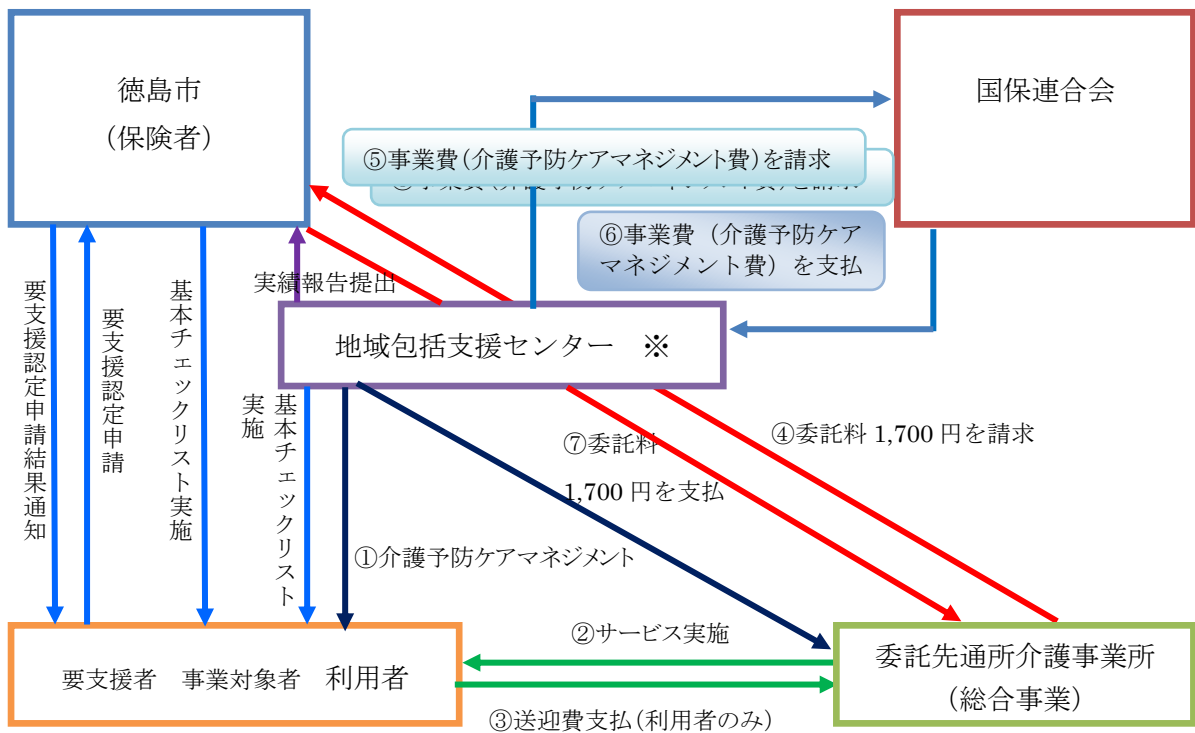 徳島市
（保険者）
国保連合会
⑤事業費（介護予防ケアマネジメント費）を請求
⑥事業費（介護予防ケア
マネジメント費）を支払
実績報告提出
地域包括支援センター　※
要支援認定申請結果通知
要支援認定申請
基本チェックリスト実施
基本チェックリスト
実施
⑦委託料
1,700 円を支払
④委託料 1,700 円を請求
①介護予防ケアマネジメント
②サービス実施
要支援者　事業対象者　利用者
委託先通所介護事業所
（総合事業）
③送迎費支払（利用者のみ）